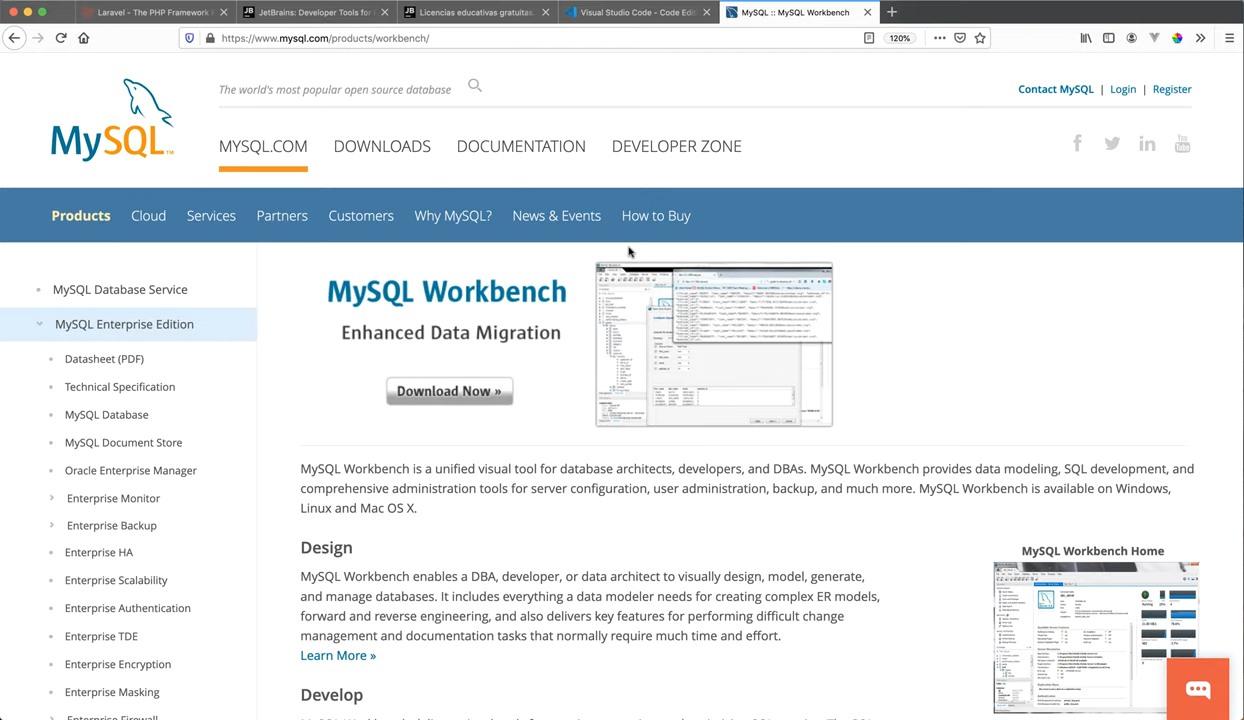 Laravel - The PHP Framework F
JetBrains: Developer Tools for F
Licencias educativas gratuitas
Visual Studio Code - Code Edit
MySQL :: MySQL Workbench
https://www.mysql.com/products/workbench/
120%
MySQL™
The world's most popular open source database
Contact MySQL | Login | Register
MYSQL.COM DOWNLOADS DOCUMENTATION DEVELOPER ZONE
You Tube
Products Cloud Services Partners Customers Why MySQL? News & Events How to Buy
MySQL Database Service
MySQL Enterprise Edition
Datasheet (PDF)
Technical Specification
MySQL Database
MySQL Document Store
Oracle Enterprise Manager
Enterprise Monitor
Enterprise Backup
Enterprise HA
Enterprise Scalability
Enterprise Authentication
Enterprise TDE
Enterprise Encryption
Enterprise Masking
Enterprise Firewall
MySQL Workbench
Enhanced Data Migration
Download Now »
MySQL Workbench is a unified visual tool for database architects, developers, and DBAs. MySQL Workbench provides data modeling, SQL development, and
comprehensive administration tools for server configuration, user administration, backup, and much more. MySQL Workbench is available on Windows,
Linux and Mac OS X.
Design
MySQL Workbench enables a DBA, developer, or data architect to visually design, model, generate,
and manage databases. It includes everything a data modeler needs for creating complex ER models,
forward and reverse engineering, and also delivers key features for performing difficult change
management and documentation tasks that normally require much time and effort.
Learn More »
Develop
MySQL Workbench Home